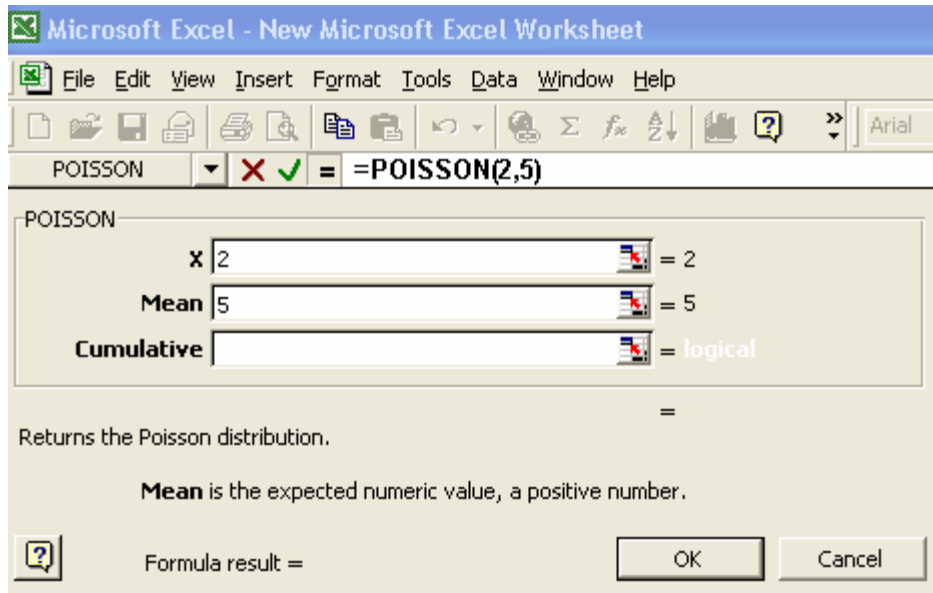 Microsoft Excel - New Microsoft Excel Worksheet
File Edit View Insert Format Tools Data Window Help
Arial
POISSON = =POISSON(2,5)
POISSON
X 2 = 2
Mean 5 = 5
Cumulative = logical
=
Returns the Poisson distribution.
Mean is the expected numeric value, a positive number.
Formula result = OK Cancel